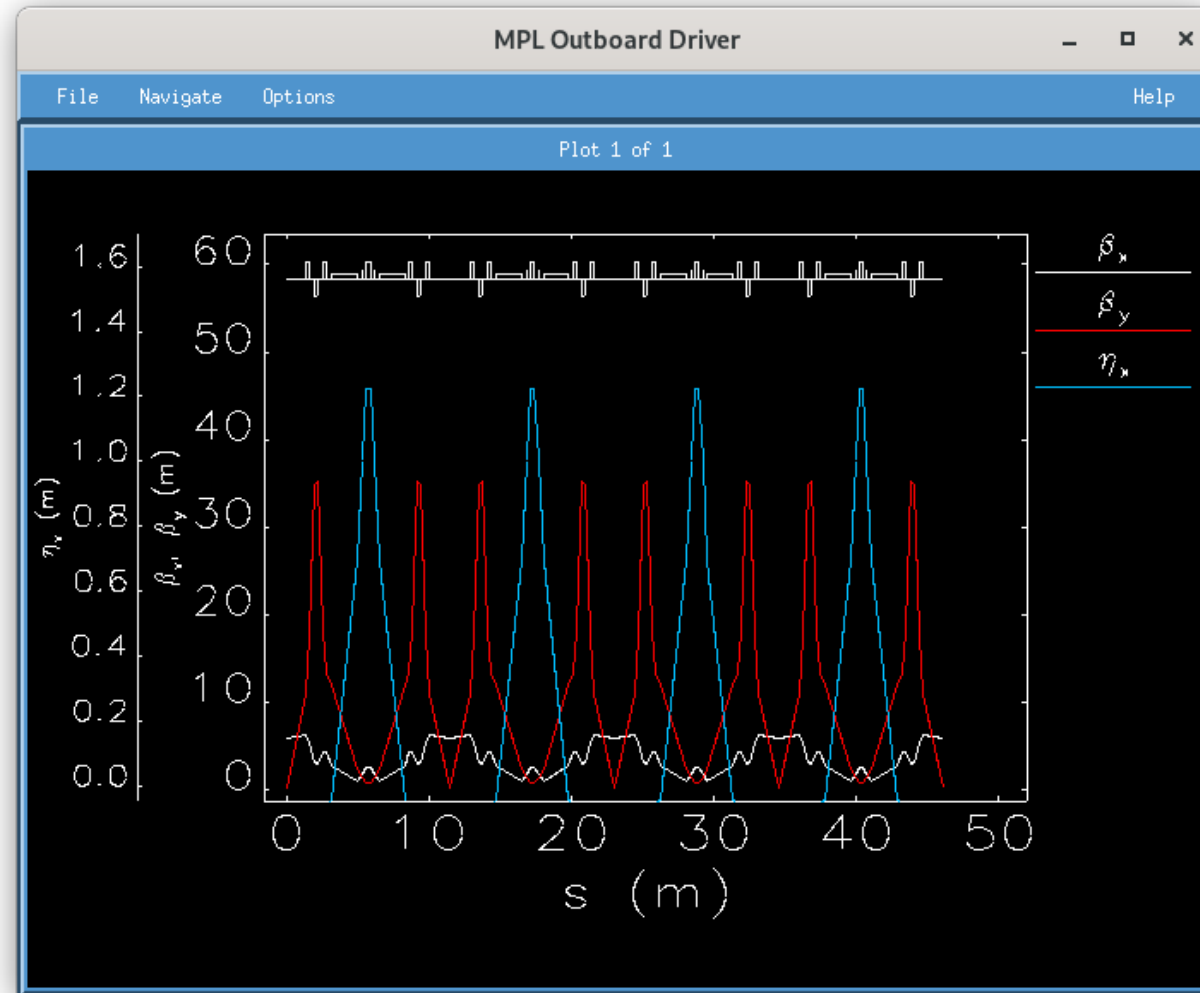 MPL Outboard Driver
File Navigate Options Help
Plot 1 of 1
1.6
1.4
1.2
1.0
0.8
0.6
0.4
0.2
0.0
ηₓ (m)
60
50
40
30
20
10
0
βₓ, βy (m)
βₓ
βy
ηₓ
0 10 20 30 40 50
s (m)